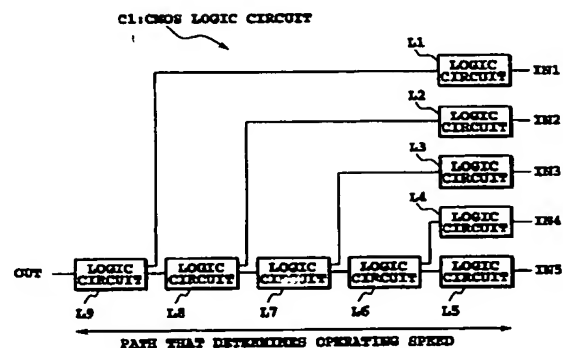 C1:CMOS LOGIC CIRCUIT
L1
LOGIC
CIRCUIT
IN1
L2
LOGIC
CIRCUIT
IN2
L3
LOGIC
CIRCUIT
IN3
L4
LOGIC
CIRCUIT
IN4
OUT
LOGIC
CIRCUIT
LOGIC
CIRCUIT
LOGIC
CIRCUIT
LOGIC
CIRCUIT
LOGIC
CIRCUIT
IN5
L9
L8
L7
L6
L5
PATH THAT DETERMINES OPERATING SPEED